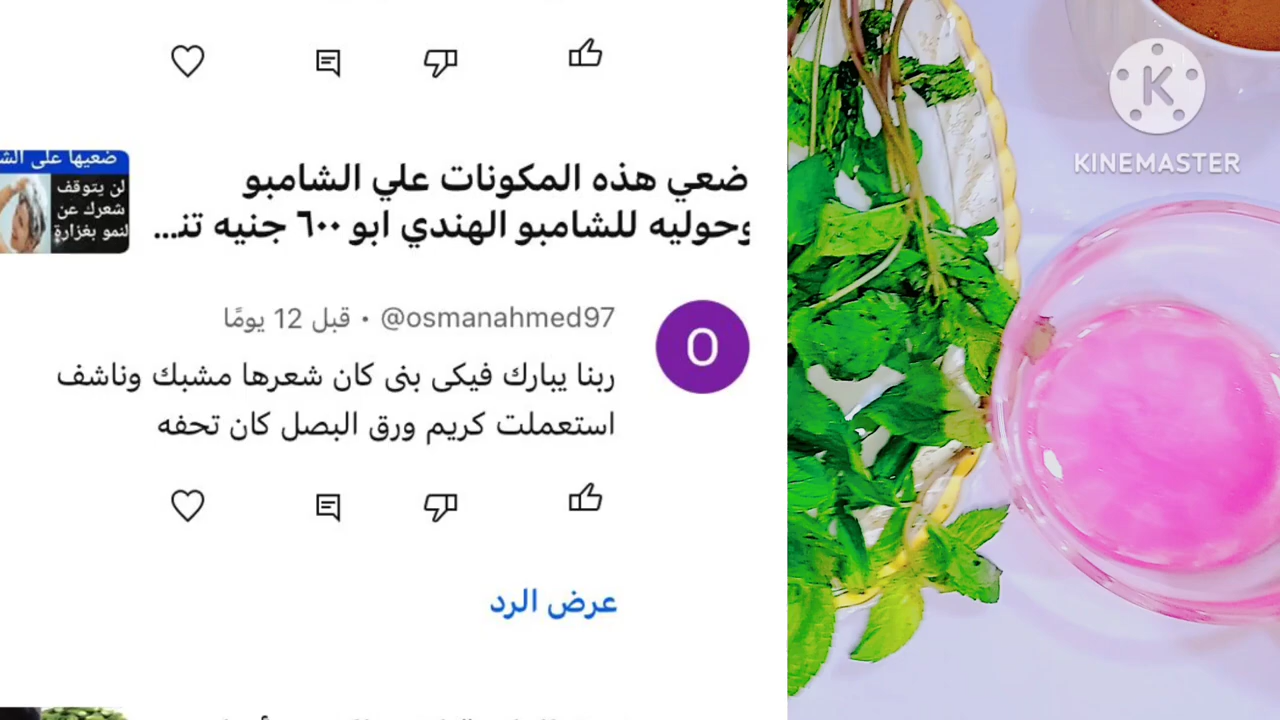 ضعيها على الش
لن يتوقف
شعرك عن
لنمو بغزارة
ضعي هذه المكونات علي الشامبو
وحوليه للشامبو الهندي ابو ٦٠٠ جنيه تنـ...
@osmanahmed97 • قبل 12 يومًا
O
ربنا يبارك فيكى بنى كان شعرها مشبك وناشف
استعملت كريم ورق البصل كان تحفه
عرض الرد
K
KINEMASTER